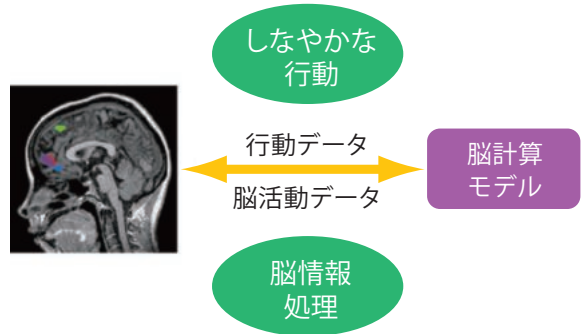 しなやかな
行動
行動データ
脳活動データ
脳計算
モデル
脳情報
処理